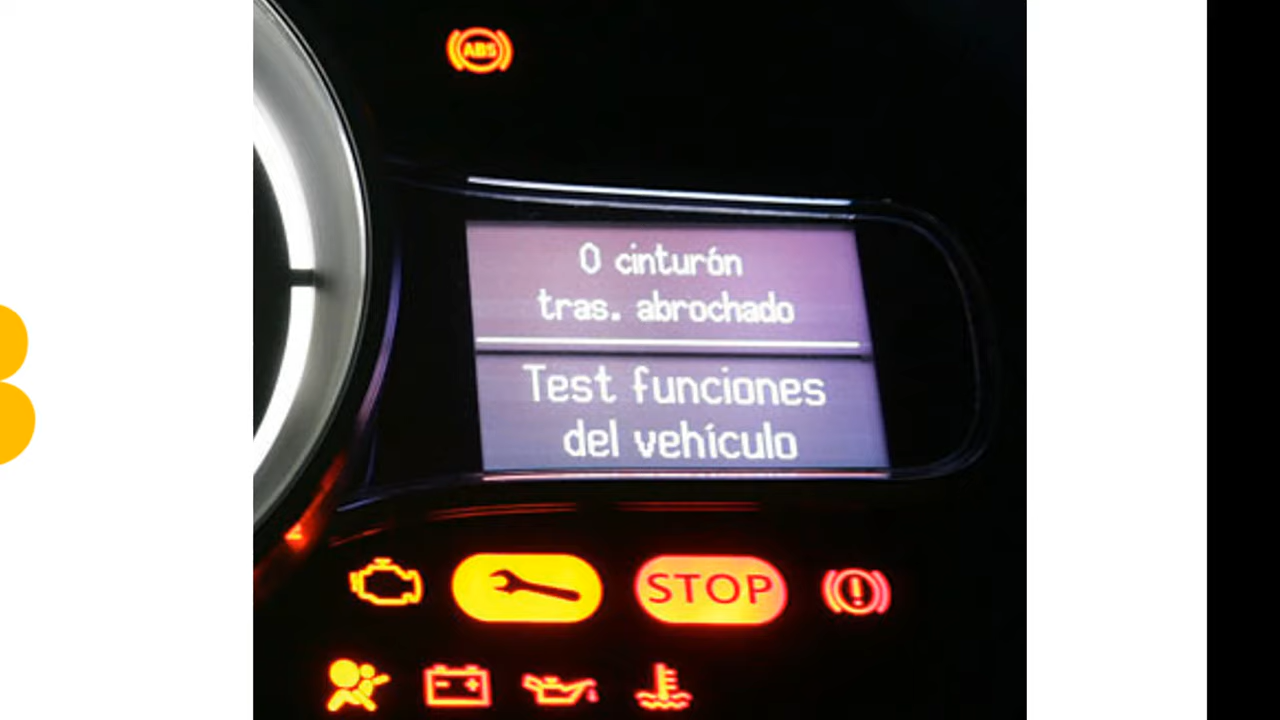 ABS
0 cinturón
tras. abrochado
Test funciones
del vehículo
STOP